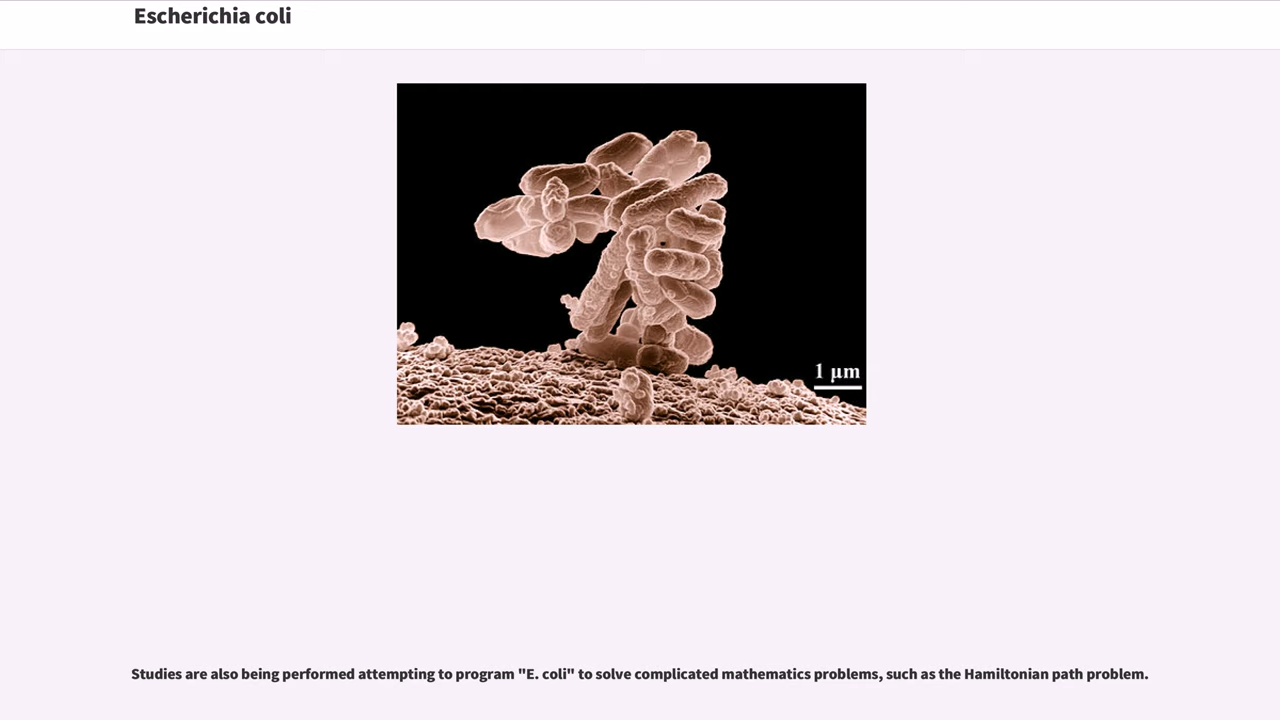 Escherichia coli
1 μm
Studies are also being performed attempting to program "E. coli" to solve complicated mathematics problems, such as the Hamiltonian path problem.